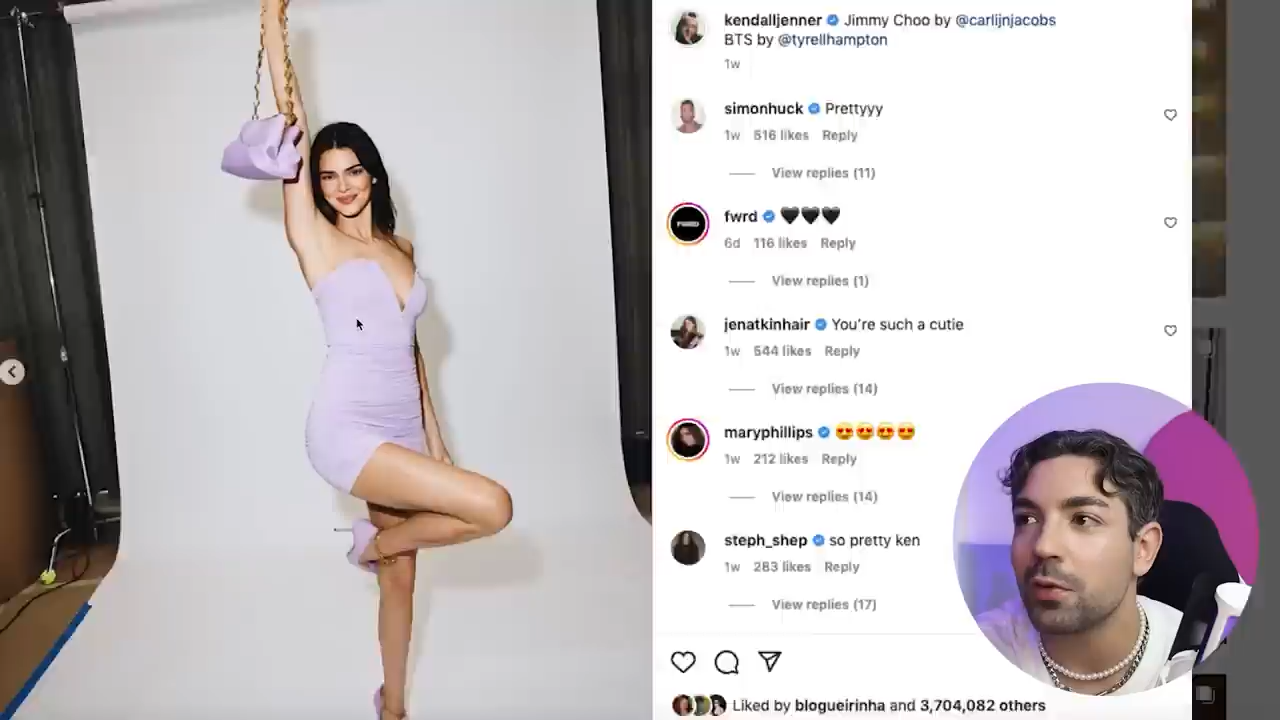 kendalljenner Jimmy Choo by @carlijnjacobs
BTS by @tyrellhampton
1w
simonhuck Prettyyy
1w 516 likes Reply
View replies (11)
fwrd 🖤🖤🖤
6d 116 likes Reply
View replies (1)
jenatkinhair You're such a cutie
1w 544 likes Reply
View replies (14)
maryphillips 😍😍😍😍
1w 212 likes Reply
View replies (14)
steph_shep so pretty ken
1w 283 likes Reply
View replies (17)
Liked by blogueirinha and 3,704,082 others